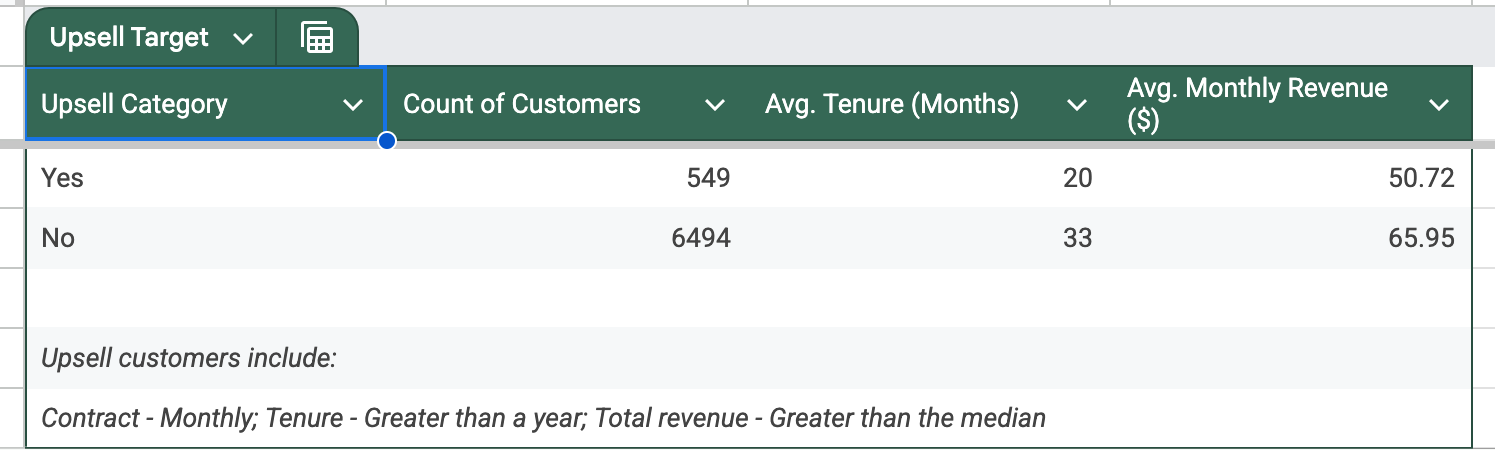 Upsell Target
Upsell Category Count of Customers Avg. Tenure (Months) Avg. Monthly Revenue ($)
Yes 549 20 50.72
No 6494 33 65.95
Upsell customers include:
Contract - Monthly; Tenure - Greater than a year; Total revenue - Greater than the median